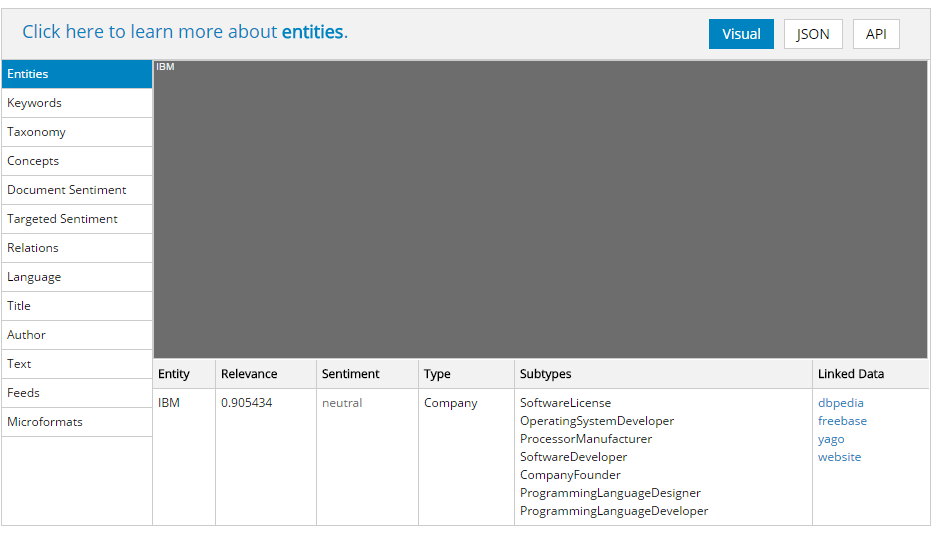 Click here to learn more about entities.
Visual JSON API
Entities
Keywords
Taxonomy
Concepts
Document Sentiment
Targeted Sentiment
Relations
Language
Title
Author
Text
Feeds
Microformats
IBM
Entity Relevance Sentiment Type Subtypes Linked Data
IBM 0.905434 neutral Company SoftwareLicense dbpedia
OperatingSystemDeveloper freebase
ProcessorManufacturer yago
SoftwareDeveloper website
CompanyFounder
ProgrammingLanguageDesigner
ProgrammingLanguageDeveloper